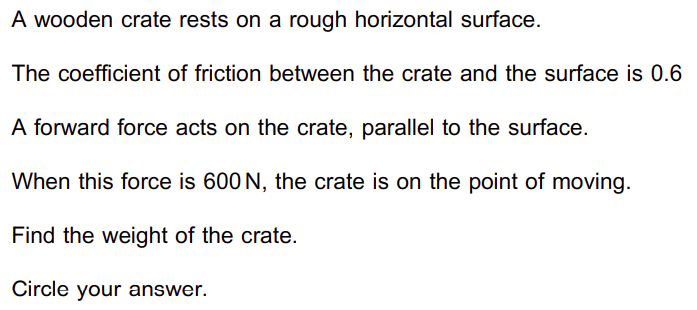 A wooden crate rests on a rough horizontal surface.
The coefficient of friction between the crate and the surface is 0.6
A forward force acts on the crate, parallel to the surface.
When this force is 600 N, the crate is on the point of moving.
Find the weight of the crate.
Circle your answer.